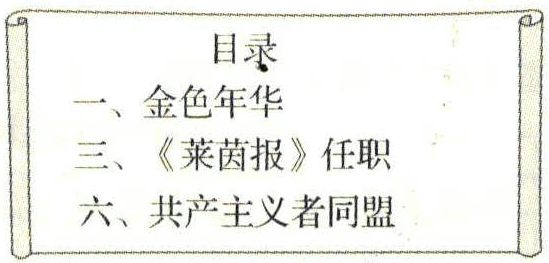 目录
一、金色年华
三、《莱茵报》任职
六、共产主义者同盟